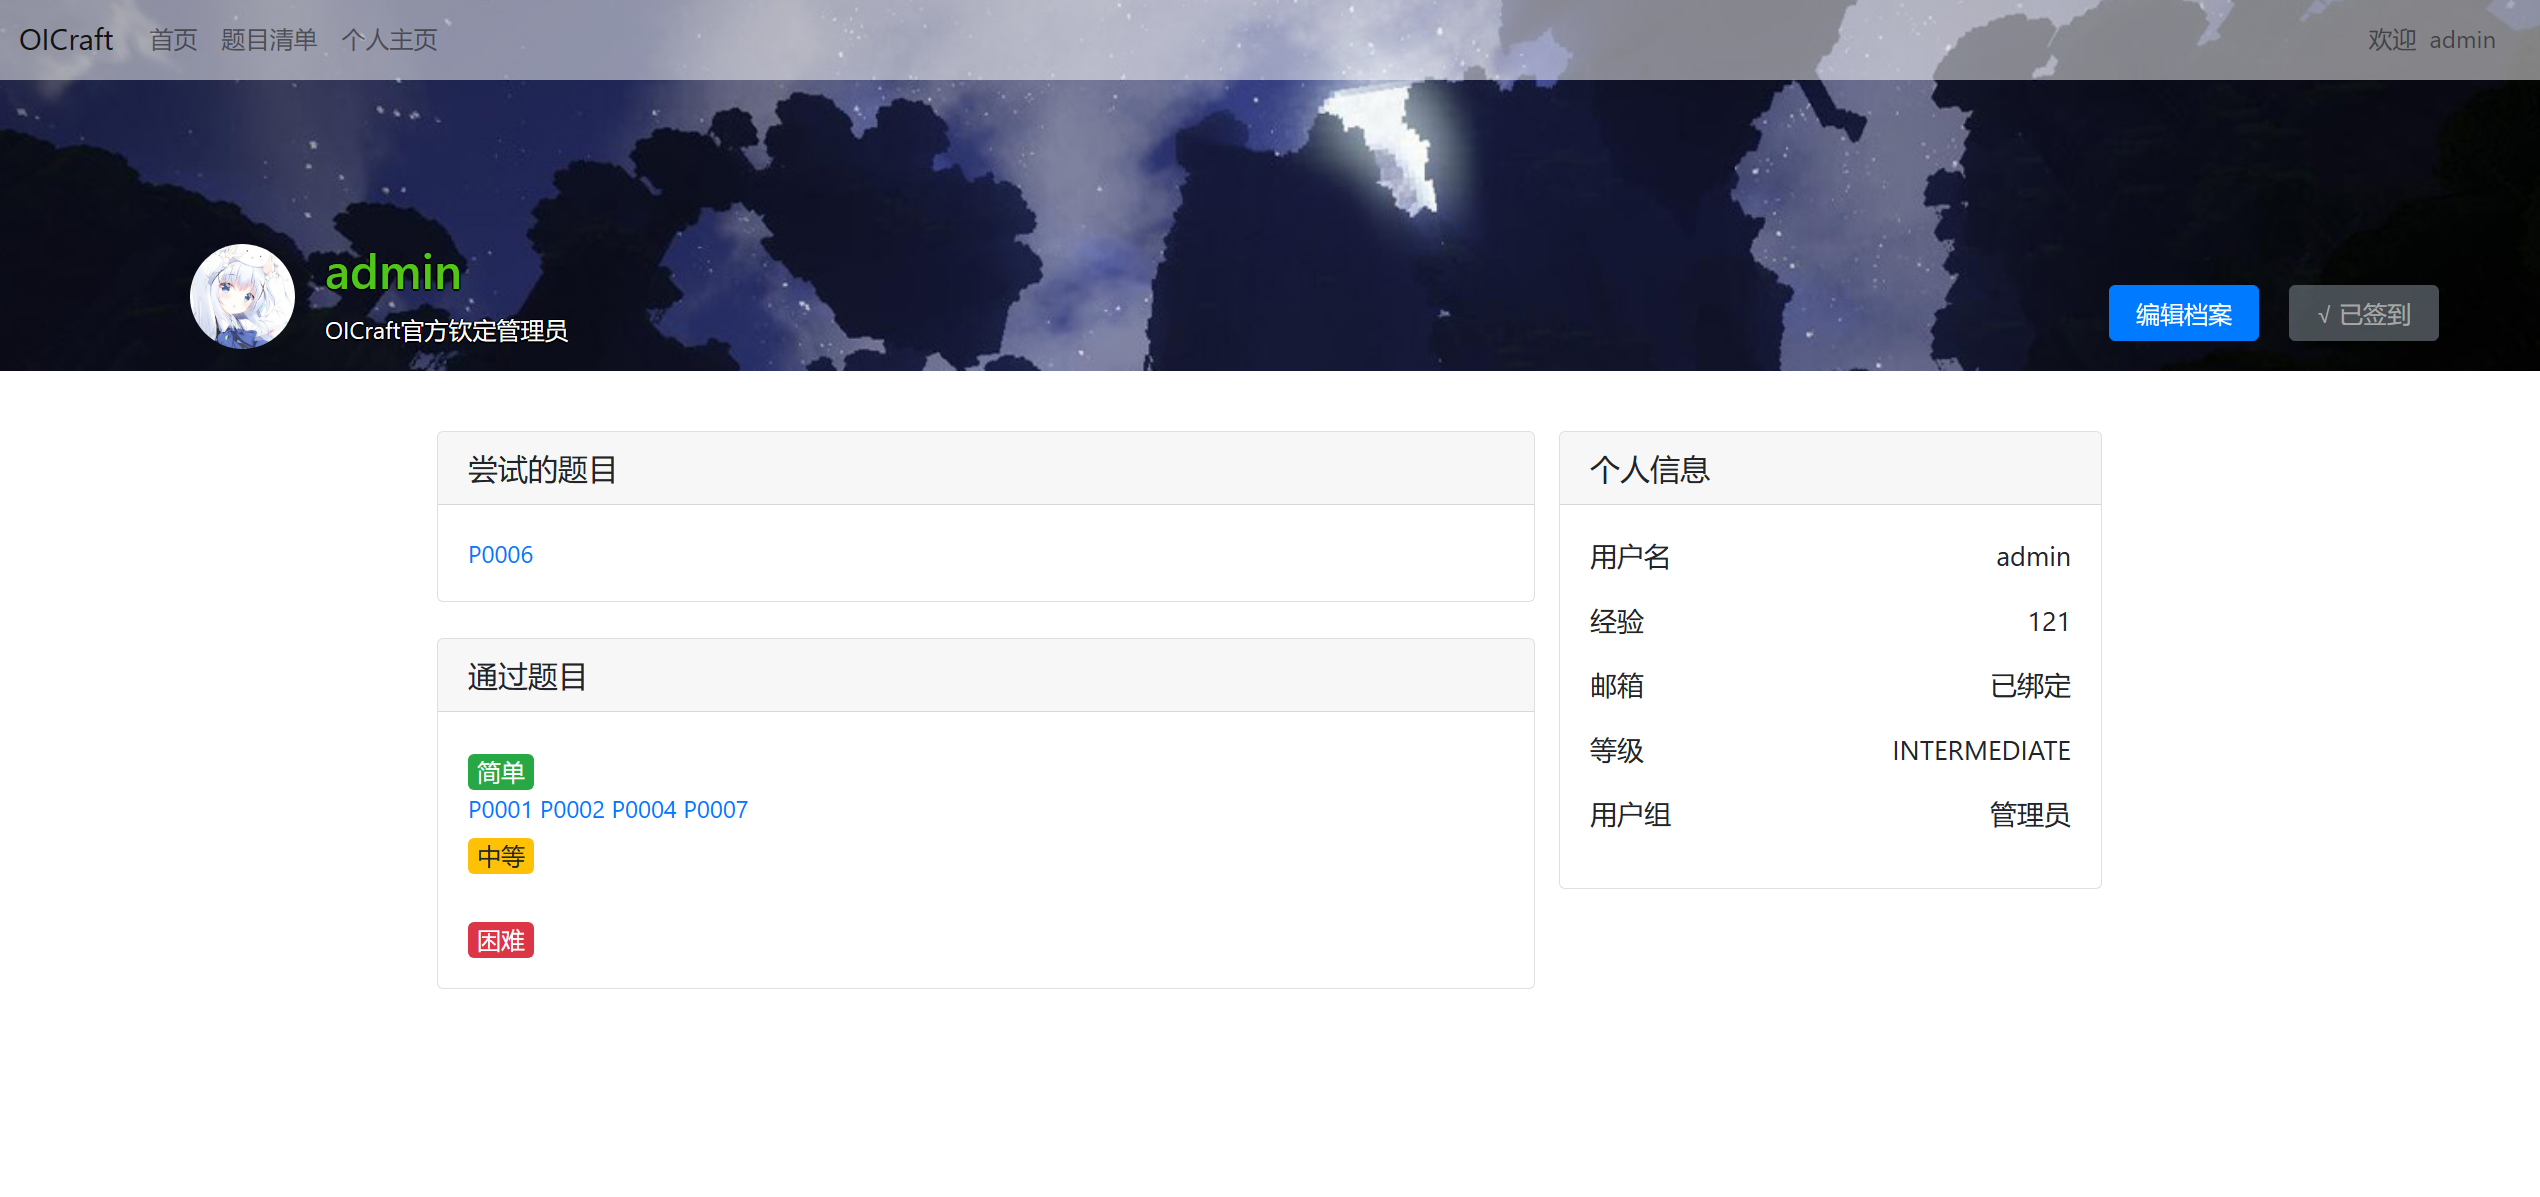 OICraft 首页 题目清单 个人主页 欢迎 admin
admin
OICraft官方钦定管理员
编辑档案 √ 已签到
尝试的题目
P0006
通过题目
简单
P0001 P0002 P0004 P0007
中等
困难
个人信息
用户名 admin
经验 121
邮箱 已绑定
等级 INTERMEDIATE
用户组 管理员